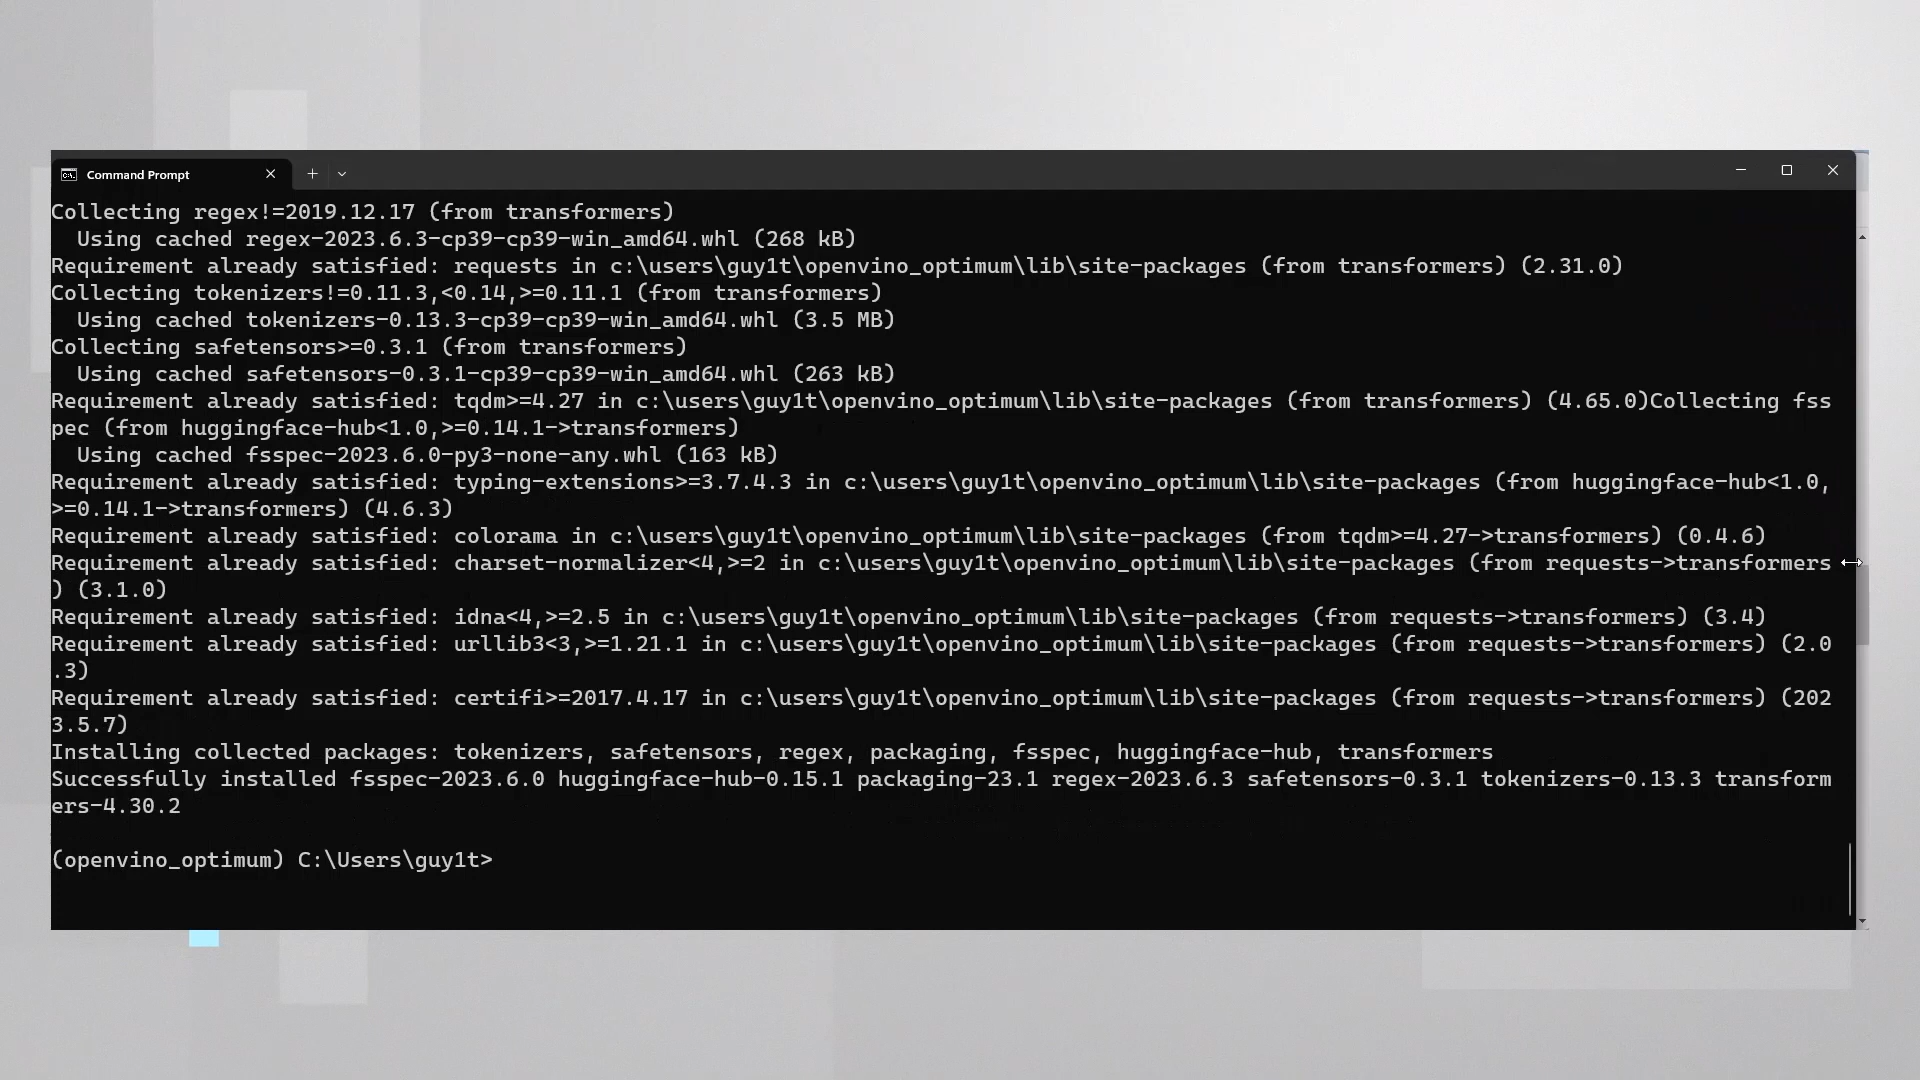 Command Prompt
Collecting regex!=2019.12.17 (from transformers)
  Using cached regex-2023.6.3-cp39-cp39-win_amd64.whl (268 kB)
Requirement already satisfied: requests in c:\users\guy1t\openvino_optimum\lib\site-packages (from transformers) (2.31.0)
Collecting tokenizers!=0.11.3,<0.14,>=0.11.1 (from transformers)
  Using cached tokenizers-0.13.3-cp39-cp39-win_amd64.whl (3.5 MB)
Collecting safetensors>=0.3.1 (from transformers)
  Using cached safetensors-0.3.1-cp39-cp39-win_amd64.whl (263 kB)
Requirement already satisfied: tqdm>=4.27 in c:\users\guy1t\openvino_optimum\lib\site-packages (from transformers) (4.65.0)Collecting fss
pec (from huggingface-hub<1.0,>=0.14.1->transformers)
  Using cached fsspec-2023.6.0-py3-none-any.whl (163 kB)
Requirement already satisfied: typing-extensions>=3.7.4.3 in c:\users\guy1t\openvino_optimum\lib\site-packages (from huggingface-hub<1.0,
>=0.14.1->transformers) (4.6.3)
Requirement already satisfied: colorama in c:\users\guy1t\openvino_optimum\lib\site-packages (from tqdm>=4.27->transformers) (0.4.6)
Requirement already satisfied: charset-normalizer<4,>=2 in c:\users\guy1t\openvino_optimum\lib\site-packages (from requests->transformers
) (3.1.0)
Requirement already satisfied: idna<4,>=2.5 in c:\users\guy1t\openvino_optimum\lib\site-packages (from requests->transformers) (3.4)
Requirement already satisfied: urllib3<3,>=1.21.1 in c:\users\guy1t\openvino_optimum\lib\site-packages (from requests->transformers) (2.0
.3)
Requirement already satisfied: certifi>=2017.4.17 in c:\users\guy1t\openvino_optimum\lib\site-packages (from requests->transformers) (202
3.5.7)
Installing collected packages: tokenizers, safetensors, regex, packaging, fsspec, huggingface-hub, transformers
Successfully installed fsspec-2023.6.0 huggingface-hub-0.15.1 packaging-23.1 regex-2023.6.3 safetensors-0.3.1 tokenizers-0.13.3 transform
ers-4.30.2
(openvino_optimum) C:\Users\guy1t>